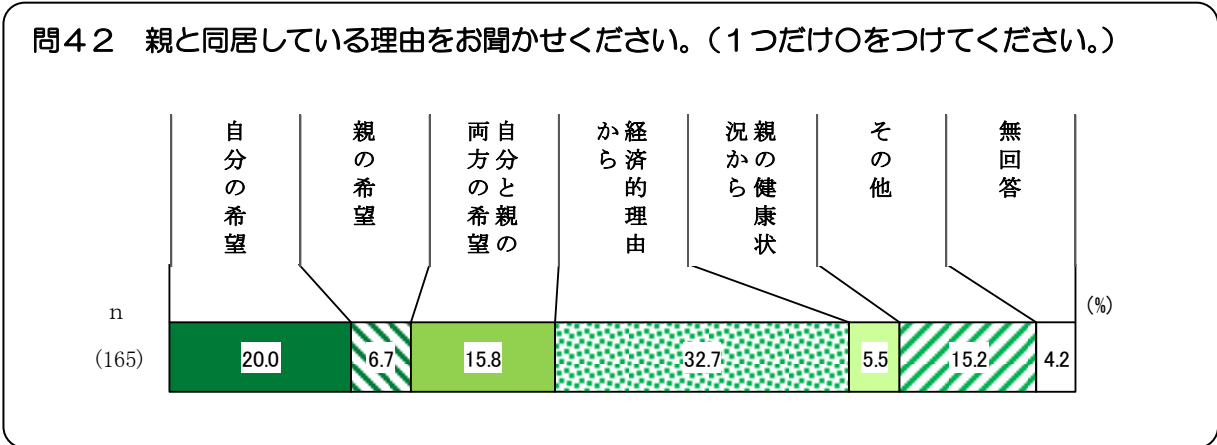 問４２　親と同居している理由をお聞かせください。（１つだけ〇をつけてください。）
自分の希望
親の希望
自分と親の
両方の希望
経済的理由
から
親の健康状
況から
その他
無回答
(%)
n
(165)
20.0
6.7
15.8
32.7
5.5
15.2
4.2